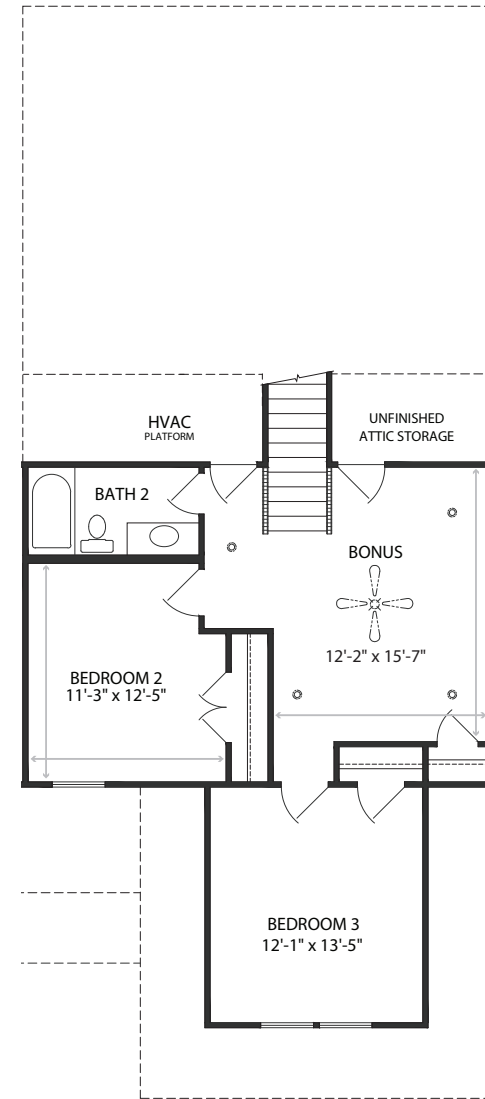 HVAC
PLATFORM
UNFINISHED
ATTIC STORAGE
BATH 2
BONUS
12'-2" x 15'-7"
BEDROOM 2
11'-3" x 12'-5"
BEDROOM 3
12'-1" x 13'-5"